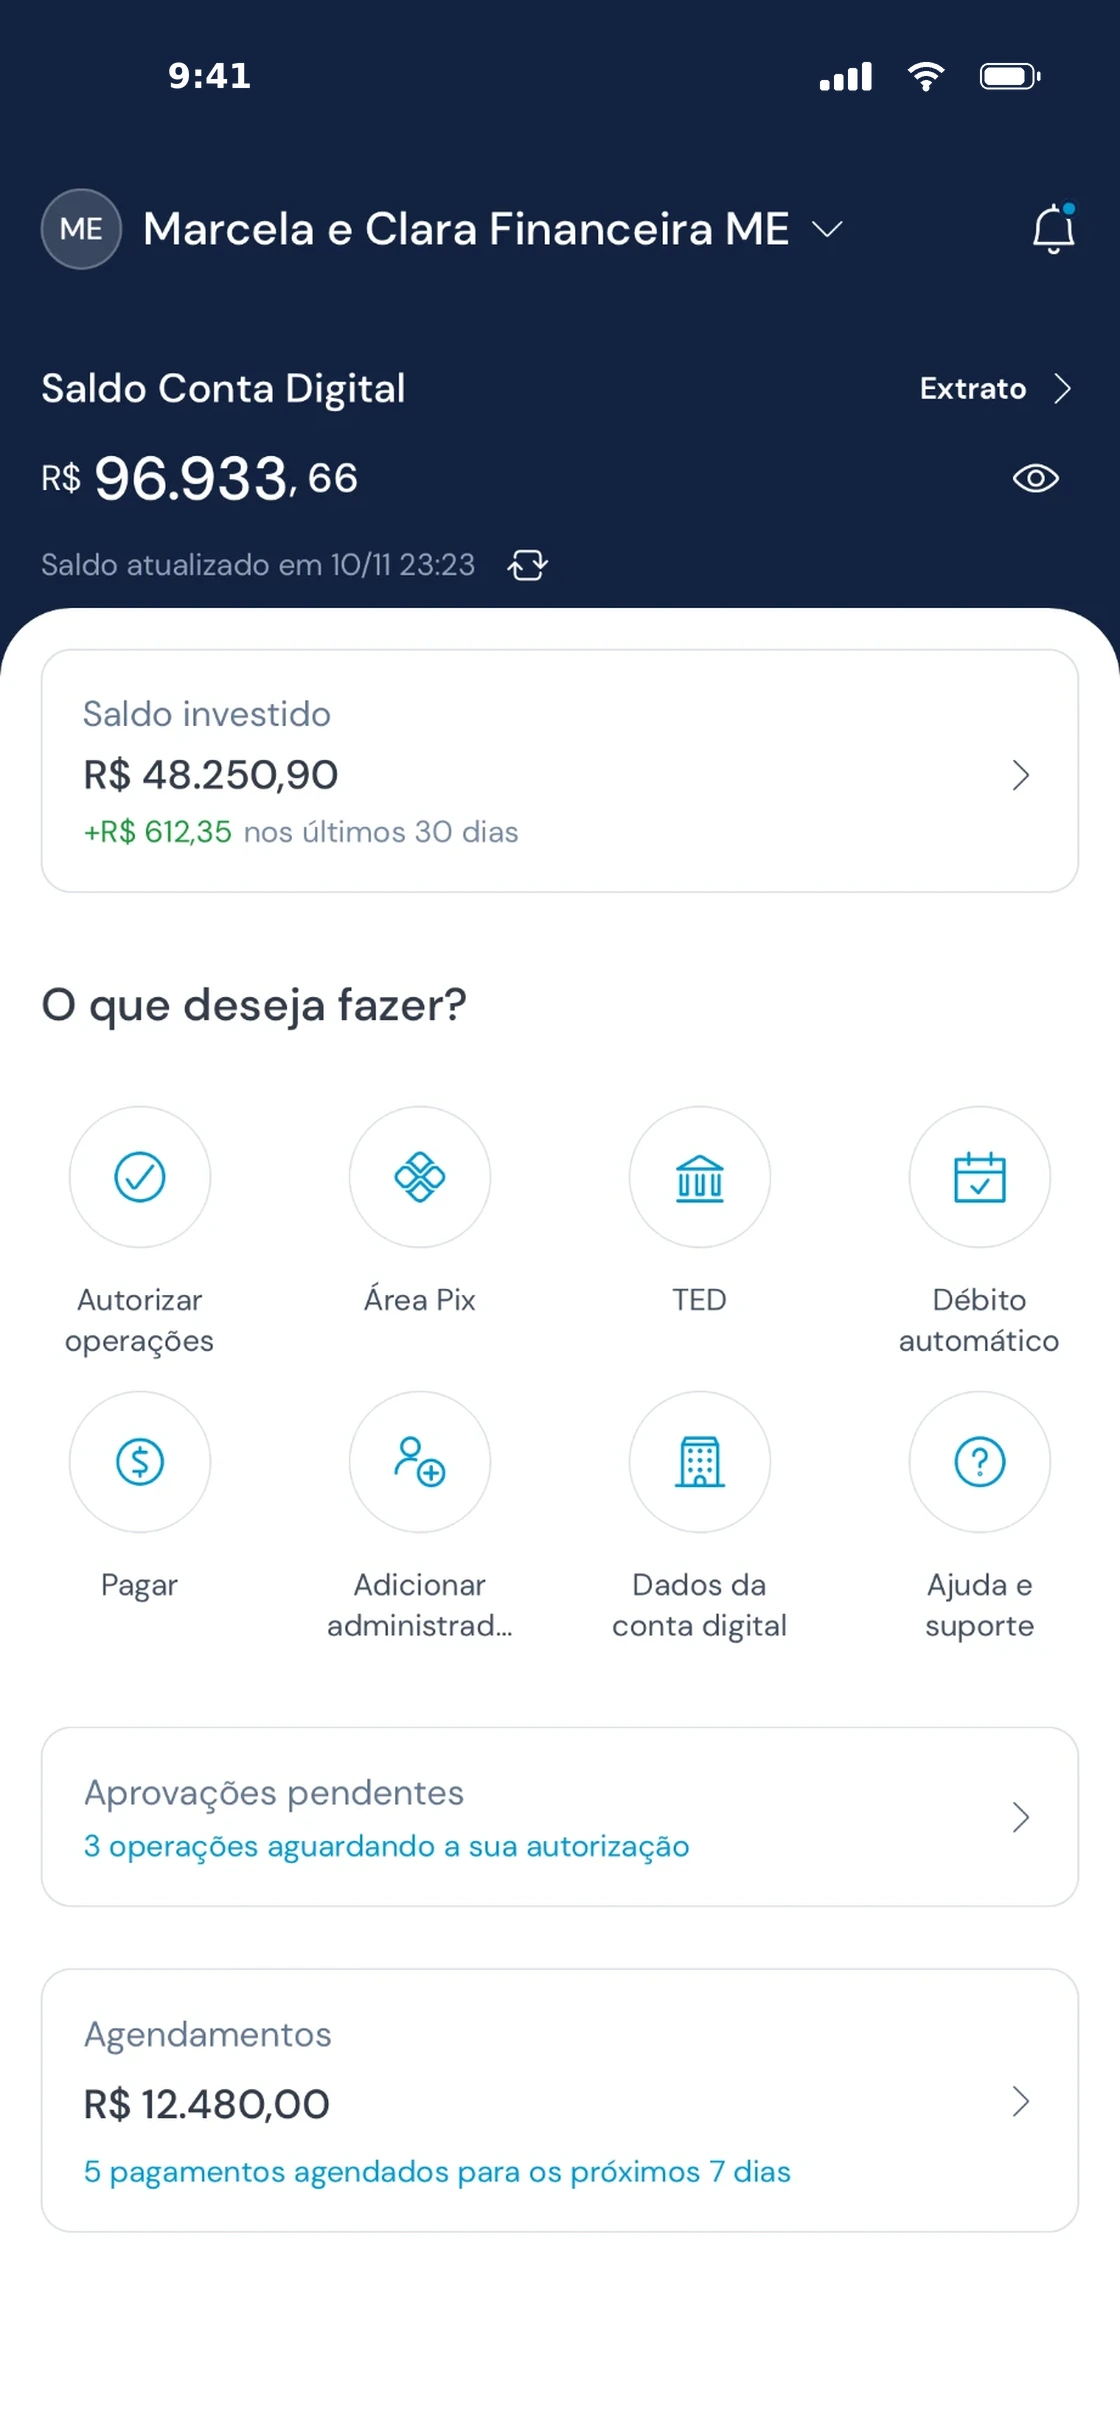 9:41
ME Marcela e Clara Financeira ME
Saldo Conta Digital
Extrato
R$ 96.933, 66
Saldo atualizado em 10/11 23:23
Saldo investido
R$ 48.250,90
+R$ 612,35 nos últimos 30 dias
O que deseja fazer?
Autorizar
operações
Área Pix
TED
Débito
automático
Pagar
Adicionar
administrad...
Dados da
conta digital
Ajuda e
suporte
Aprovações pendentes
3 operações aguardando a sua autorização
Agendamentos
R$ 12.480,00
5 pagamentos agendados para os próximos 7 dias